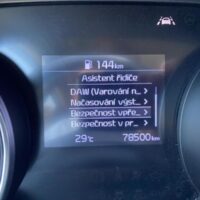 144km
Asistent řidiče
DAW (Varování n...
Načasování výst...
Bezpečnost vpře...
Bezpečnost v pr...
29°c 78500km